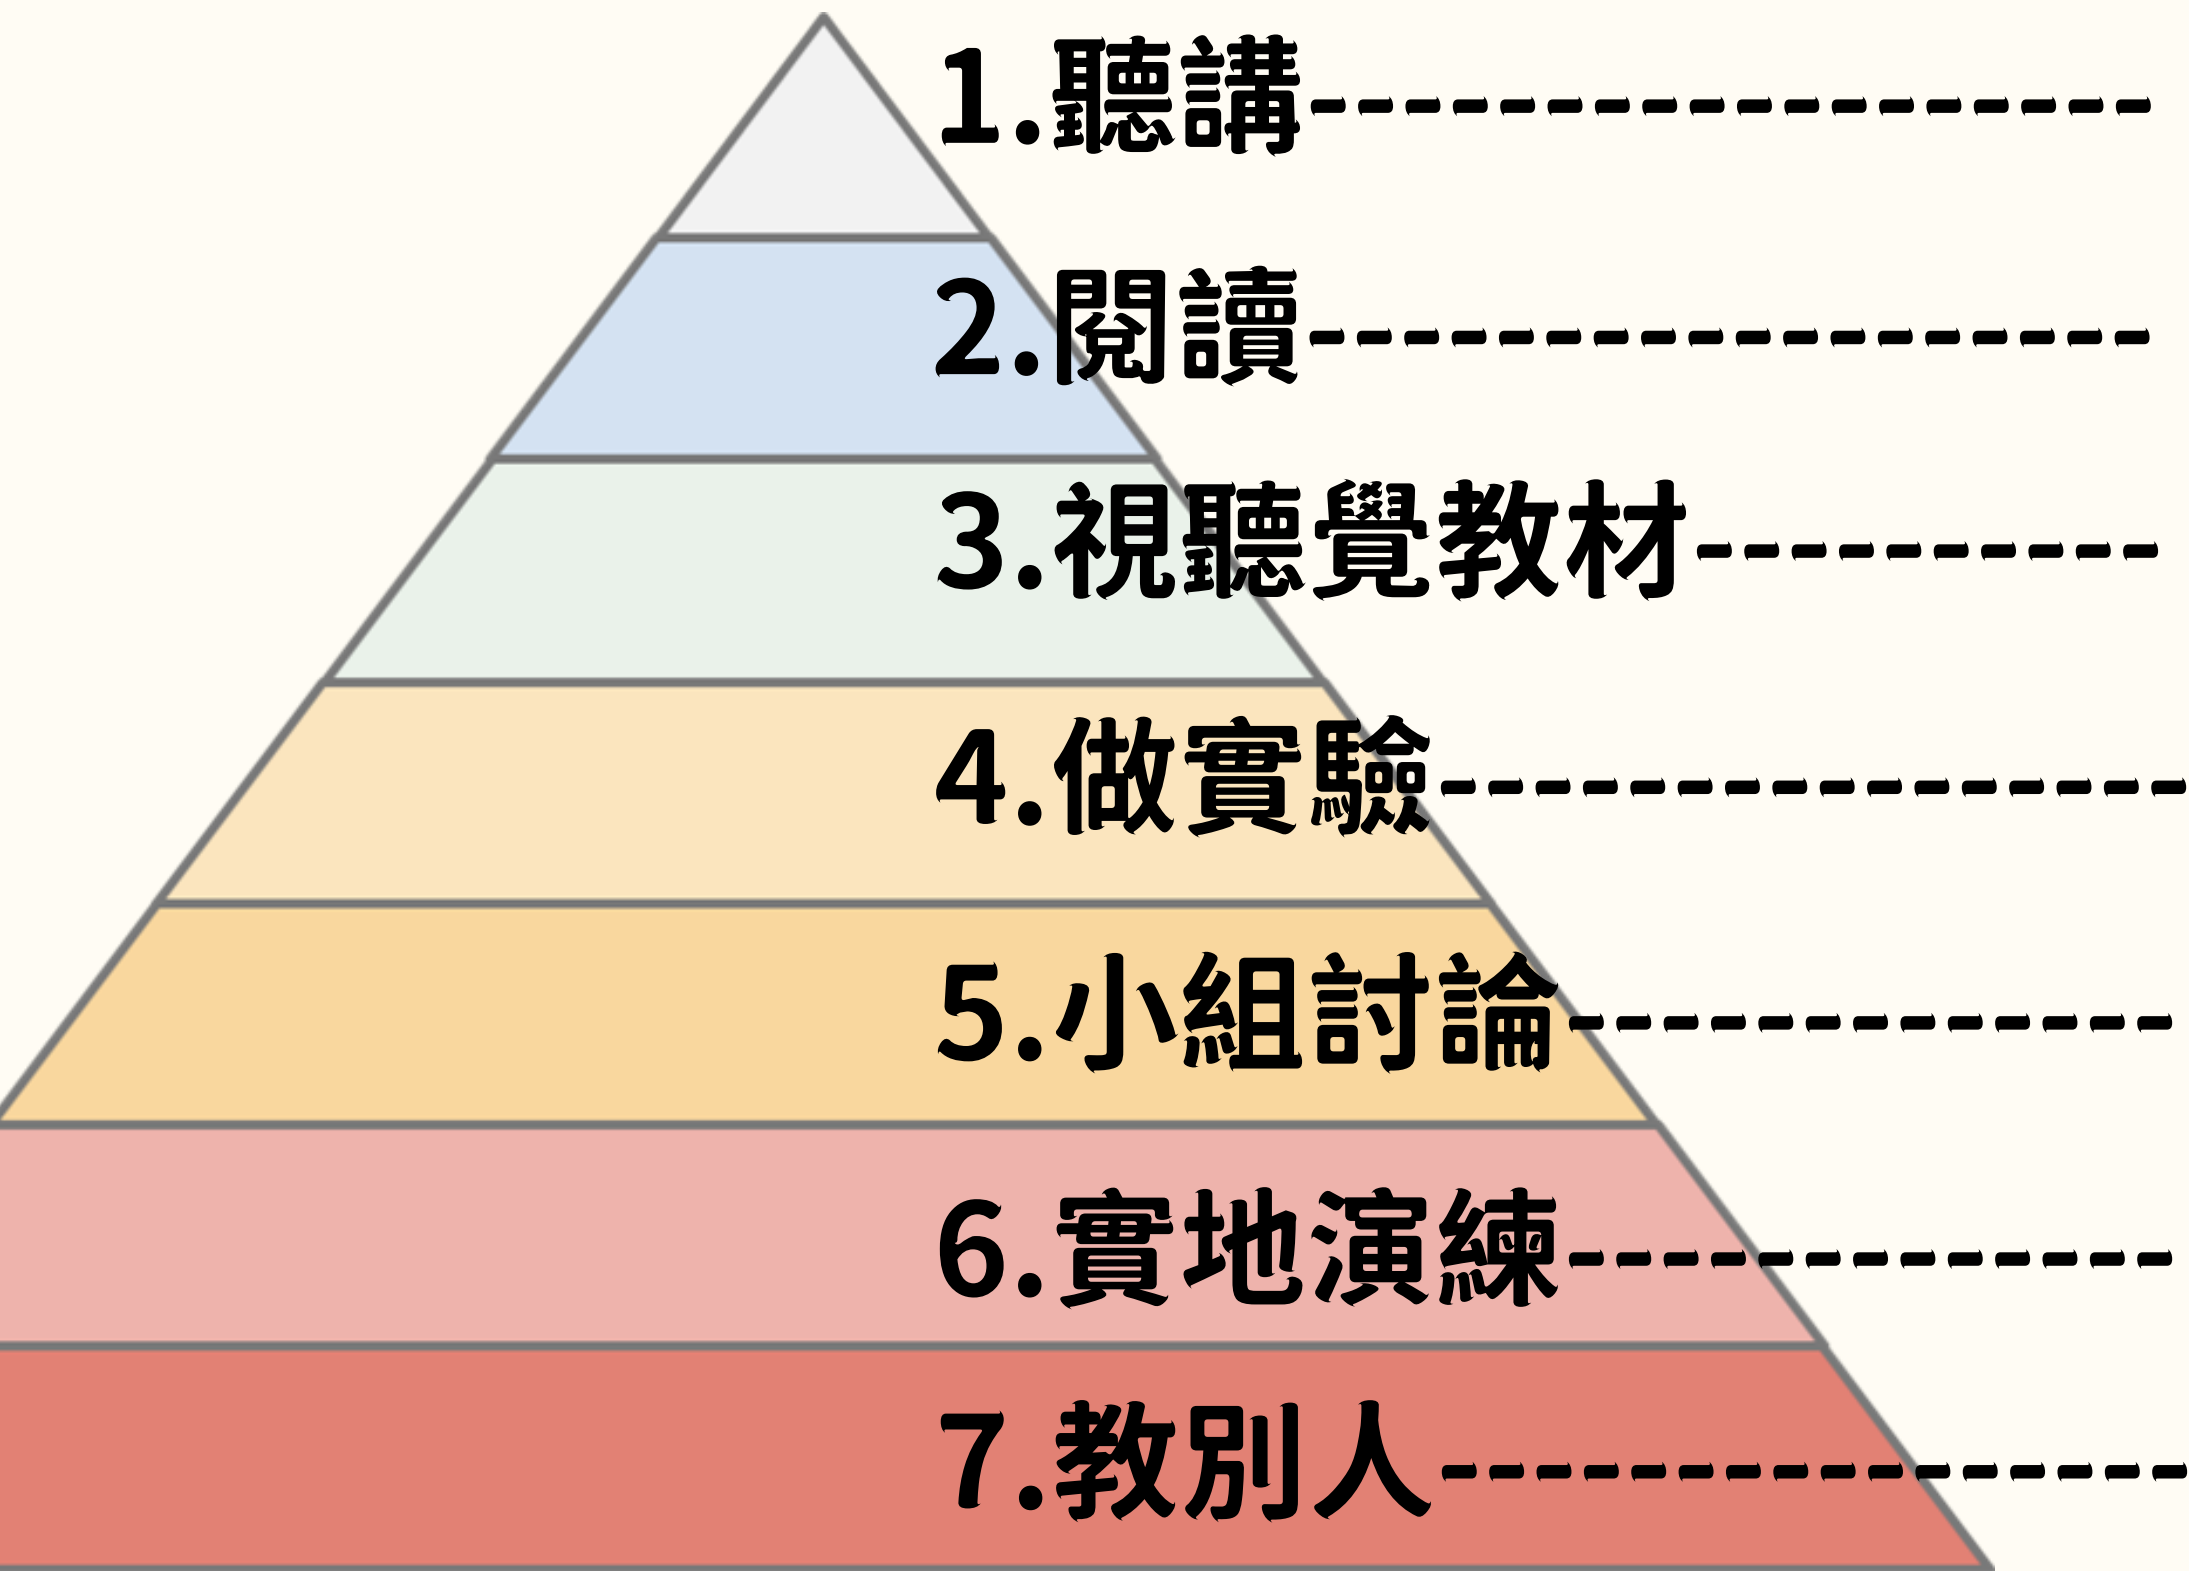 1.聽講------------------
2.閱讀------------------
3.視聽覺教材----------
4.做實驗----------------
5.小組討論-------------
6.實地演練-------------
7.教別人----------------